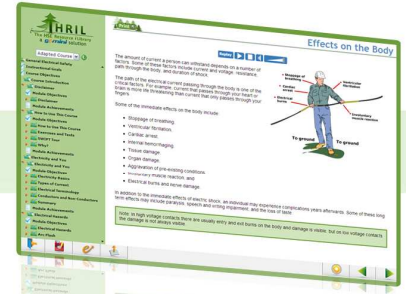 THRIL
The HSE Resource Library
a solution
Adapted Course
General Electrical Safety
Instructional Goals
Course Objectives
Course Introduction
Disclaimer
Module Objectives
Disclaimer
Module Achievements
How to Use This Course
Module Objectives
How to Use This Course
Exercises and Tests
SMART Tour
Why?
Module Achievements
Electricity and You
Electricity and You
Module Objectives
Electricity Basics
Types of Current
Electrical Terminology
Conductors and Non-Conductors
Summary
Module Achievements
Electrical Hazards
Module Objectives
Electrical Hazards
Arc-Flash
Effects on the Body
Replay
The amount of current a person can withstand depends on a number of
factors. Some of these factors include current and voltage, resistance,
path through the body, and duration of shock.
The path of the electrical current passing through the body is one of the
critical factors. For example, current that passes through your heart or
brain is more life threatening than current that only passes through your
fingers.
Some of the immediate effects on the body include:
• Stoppage of breathing
• Ventricular fibrillation
• Cardiac arrest
• Internal hemorrhaging
• Tissue damage
• Organ damage
• Aggravation of pre-existing conditions
• Involuntary muscle reaction, and
• Electrical burns and nerve damage
• Stoppage of breathing
• Cardiac arrest
• Electrical burns
• Ventricular fibrillation
• Involuntary muscle reaction
To ground
To ground
In addition to the immediate effects of electric shock, an individual may experience complications years afterwards. Some of these long
term effects may include paralysis, speech and writing impairment, and the loss of taste.
Note: In high voltage contacts there are usually entry and exit burns on the body and damage is visible, but on low voltage contacts
the damage is not always visible.